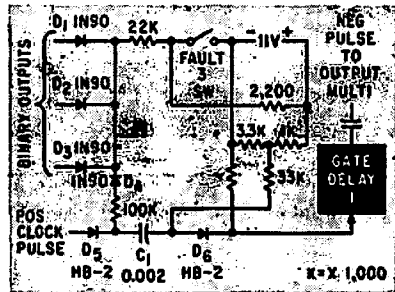 D1 1N90
22K
FAULT
3
SW
- 11V +
NEG
PULSE
TO
OUTPUT
MULTI
BINARY OUTPUTS
D2 1N90
2,200
D3 1N90
1N90 D4
3.3K
1K
33K
100K
GATE
DELAY
1
POS
CLOCK
PULSE
D5
HB-2
C1
0.002
D6
HB-2
K=X 1,000